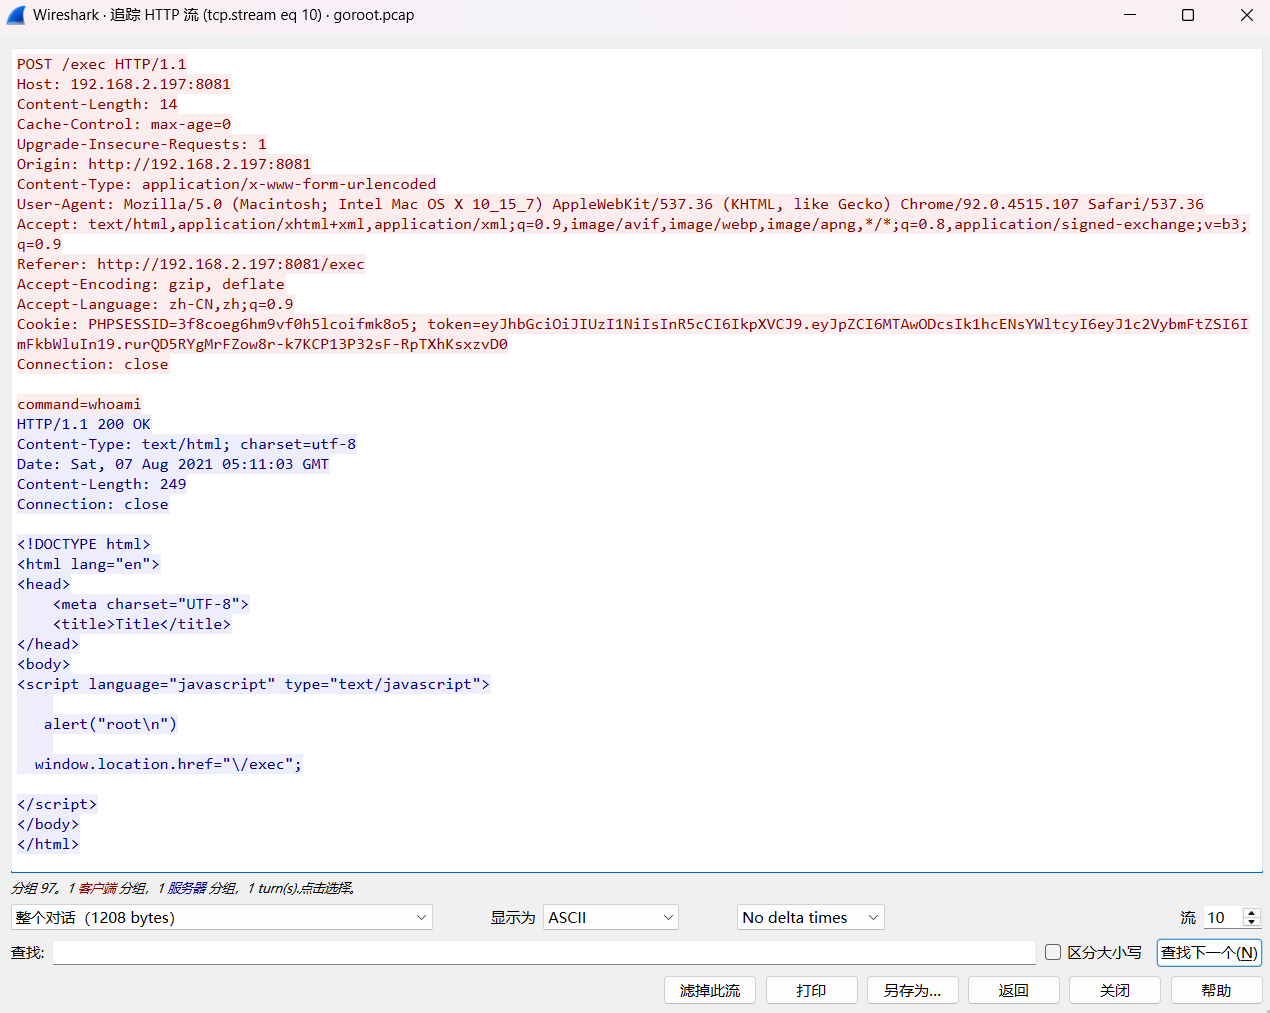 Wireshark · 追踪 HTTP 流 (tcp.stream eq 10) · goroot.pcap
POST /exec HTTP/1.1
Host: 192.168.2.197:8081
Content-Length: 14
Cache-Control: max-age=0
Upgrade-Insecure-Requests: 1
Origin: http://192.168.2.197:8081
Content-Type: application/x-www-form-urlencoded
User-Agent: Mozilla/5.0 (Macintosh; Intel Mac OS X 10_15_7) AppleWebKit/537.36 (KHTML, like Gecko) Chrome/92.0.4515.107 Safari/537.36
Accept: text/html,application/xhtml+xml,application/xml;q=0.9,image/avif,image/webp,image/apng,*/*;q=0.8,application/signed-exchange;v=b3;
q=0.9
Referer: http://192.168.2.197:8081/exec
Accept-Encoding: gzip, deflate
Accept-Language: zh-CN,zh;q=0.9
Cookie: PHPSESSID=3f8coeg6hm9vf0h5lcoifmk8o5; token=eyJhbGciOiJIUzI1NiIsInR5cCI6IkpXVCJ9.eyJpZCI6MTAwODcsIk1hcENsYWltcyI6eyJ1c2VybmFtZSI6I
mFkbWluIn19.rurQD5RYgMrFZow8r-k7KCP13P32sF-RpTXhKsxzvD0
Connection: close
command=whoami
HTTP/1.1 200 OK
Content-Type: text/html; charset=utf-8
Date: Sat, 07 Aug 2021 05:11:03 GMT
Content-Length: 249
Connection: close
<!DOCTYPE html>
<html lang="en">
<head>
    <meta charset="UTF-8">
    <title>Title</title>
</head>
<body>
<script language="javascript" type="text/javascript">
   alert("root\n")
  window.location.href="\/exec";
</script>
</body>
</html>
分组 97。1 客户端 分组，1 服务器 分组，1 turn(s).点击选择。
整个对话（1208 bytes） 显示为 ASCII No delta times 流 10
查找: 区分大小写 查找下一个(N)
滤掉此流 打印 另存为… 返回 关闭 帮助